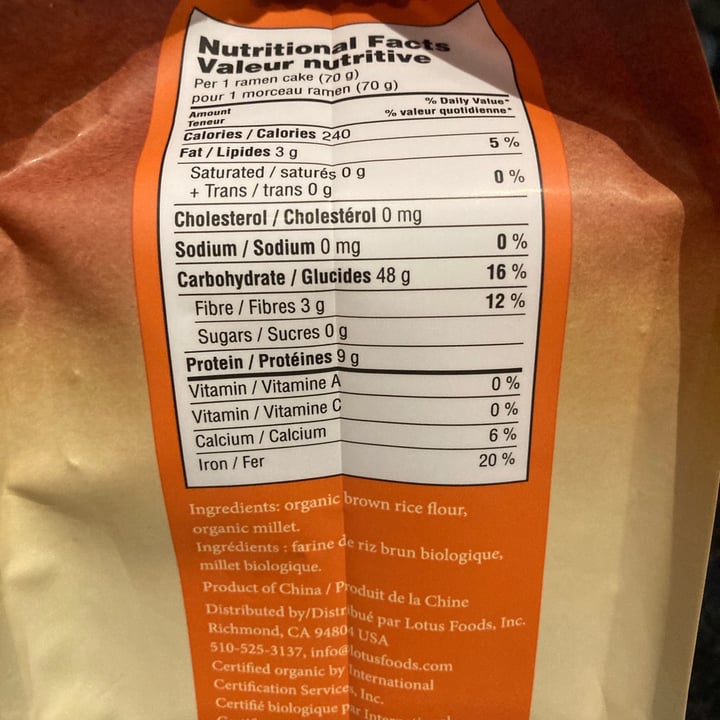 Nutritional Facts
Valeur nutritive
Per 1 ramen cake (70 g)
pour 1 morceau ramen (70 g)
Amount
Teneur
% Daily Value*
% valeur quotidienne*
Calories / Calories 240
Fat / Lipides 3 g 5 %
Saturated / saturés 0 g
+ Trans / trans 0 g 0 %
Cholesterol / Cholestérol 0 mg
Sodium / Sodium 0 mg 0 %
Carbohydrate / Glucides 48 g 16 %
Fibre / Fibres 3 g 12 %
Sugars / Sucres 0 g
Protein / Protéines 9 g
Vitamin / Vitamine A 0 %
Vitamin / Vitamine C 0 %
Calcium / Calcium 6 %
Iron / Fer 20 %
Ingredients: organic brown rice flour,
organic millet.
Ingrédients : farine de riz brun biologique,
millet biologique.
Product of China / Produit de la Chine
Distributed by/Distribué par Lotus Foods, Inc.
Richmond, CA 94804 USA
510-525-3137, info@lotusfoods.com
Certified organic by International
Certification Services, Inc.
Certifié biologique par